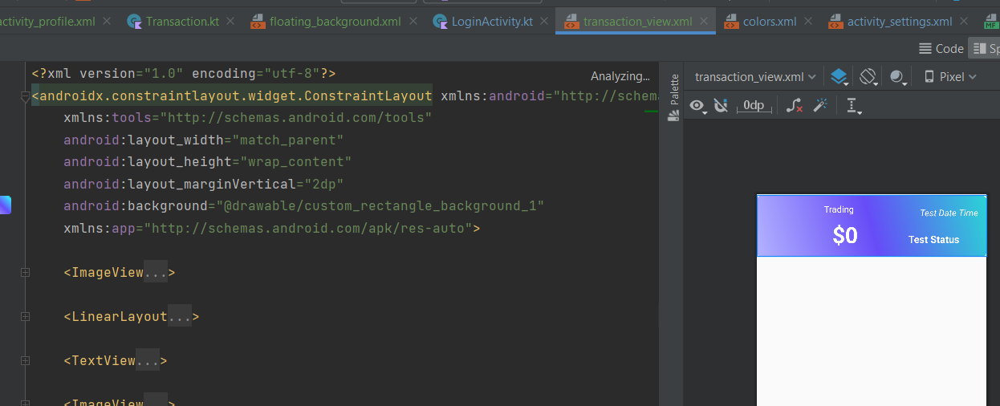 activity_profile.xml Transaction.kt floating_background.xml LoginActivity.kt transaction_view.xml colors.xml activity_settings.xml MF
Code
<?xml version="1.0" encoding="utf-8"?>
Analyzing...
<androidx.constraintlayout.widget.ConstraintLayout xmlns:android="http://schema
xmlns:tools="http://schemas.android.com/tools"
android:layout_width="match_parent"
android:layout_height="wrap_content"
android:layout_marginVertical="2dp"
android:background="@drawable/custom_rectangle_background_1"
xmlns:app="http://schemas.android.com/apk/res-auto">
<ImageView...>
<LinearLayout...>
<TextView...>
<ImageView...>
Palette
transaction_view.xml Pixel
0dp
Trading
Test Date Time
$0
Test Status